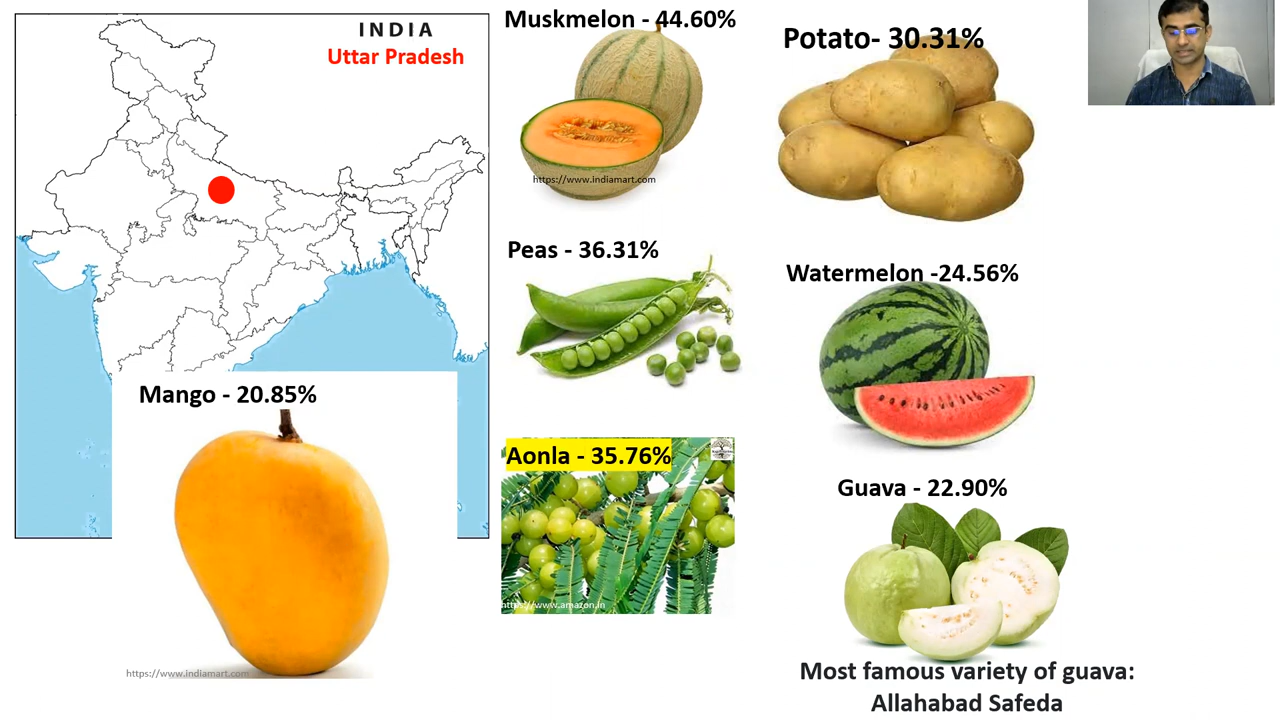 INDIA
Uttar Pradesh
Mango - 20.85%
https://www.indiamart.com
Muskmelon - 44.60%
https://www.indiamart.com
Peas - 36.31%
Aonla - 35.76%
https://www.amazon.in
Potato- 30.31%
Watermelon -24.56%
Guava - 22.90%
Most famous variety of guava:
Allahabad Safeda